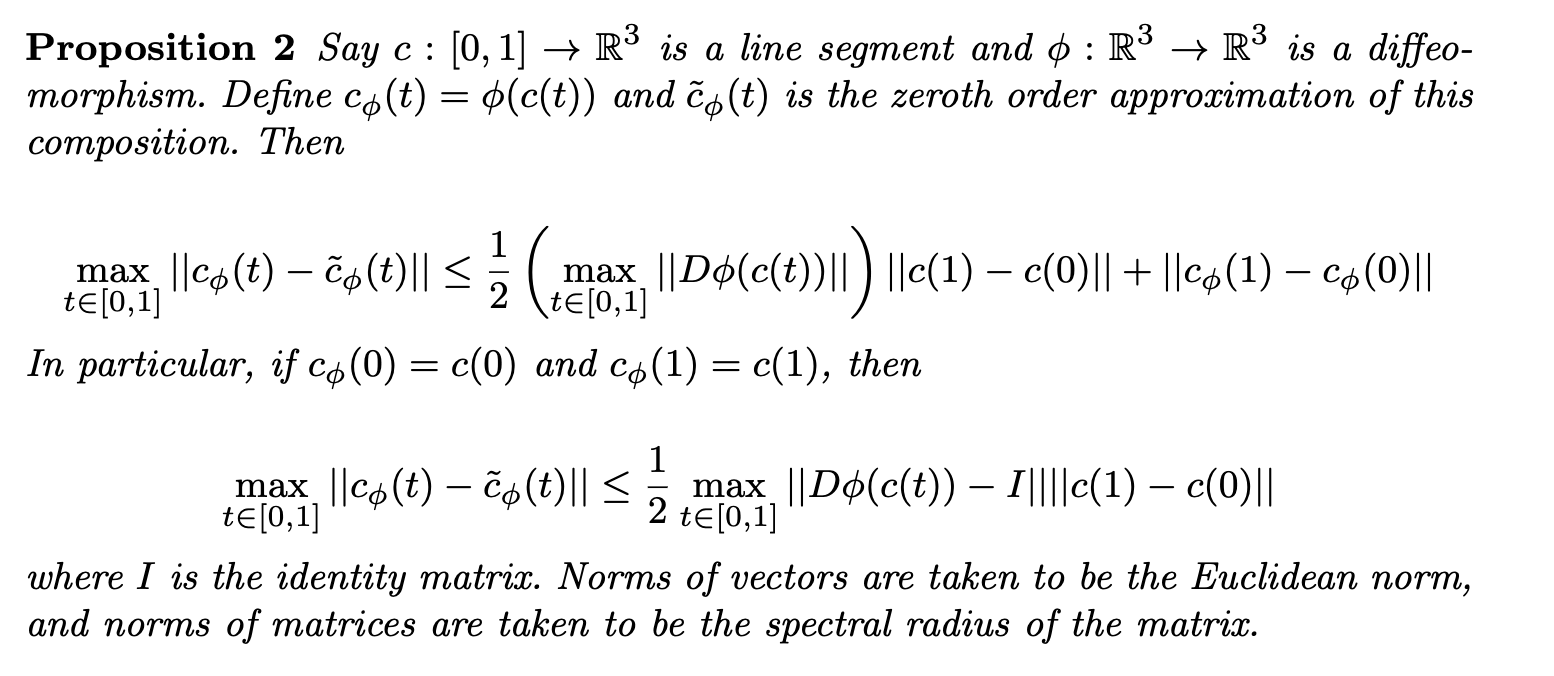 Proposition 2 Say c : [0, 1] → ℝ³ is a line segment and ϕ : ℝ³ → ℝ³ is a diffeo-
morphism. Define c_ϕ(t) = ϕ(c(t)) and c̃_ϕ(t) is the zeroth order approximation of this
composition. Then
max_{t∈[0,1]} ||c_ϕ(t) − c̃_ϕ(t)|| ≤ \frac{1}{2} ( max_{t∈[0,1]} ||Dϕ(c(t))|| ) ||c(1) − c(0)|| + ||c_ϕ(1) − c_ϕ(0)||
In particular, if c_ϕ(0) = c(0) and c_ϕ(1) = c(1), then
max_{t∈[0,1]} ||c_ϕ(t) − c̃_ϕ(t)|| ≤ \frac{1}{2} max_{t∈[0,1]} ||Dϕ(c(t)) − I||||c(1) − c(0)||
where I is the identity matrix. Norms of vectors are taken to be the Euclidean norm,
and norms of matrices are taken to be the spectral radius of the matrix.